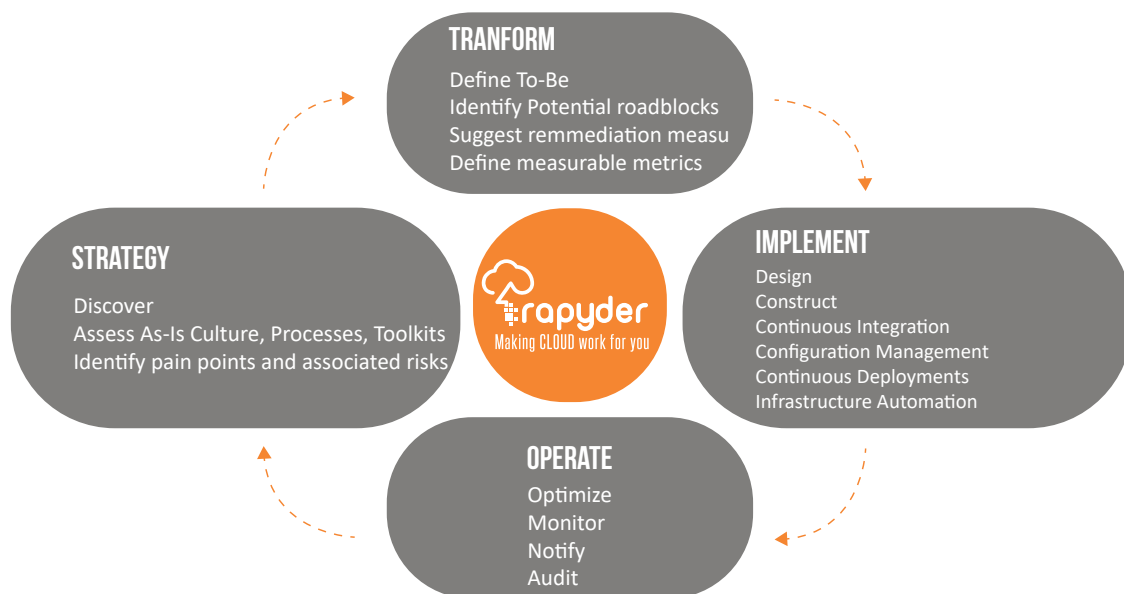 TRANFORM
Define To-Be
Identify Potential roadblocks
Suggest remmediation measu
Define measurable metrics
STRATEGY
Discover
Assess As-Is Culture, Processes, Toolkits
Identify pain points and associated risks
rapyder
Making CLOUD work for you
IMPLEMENT
Design
Construct
Continuous Integration
Configuration Management
Continuous Deployments
Infrastructure Automation
OPERATE
Optimize
Monitor
Notify
Audit